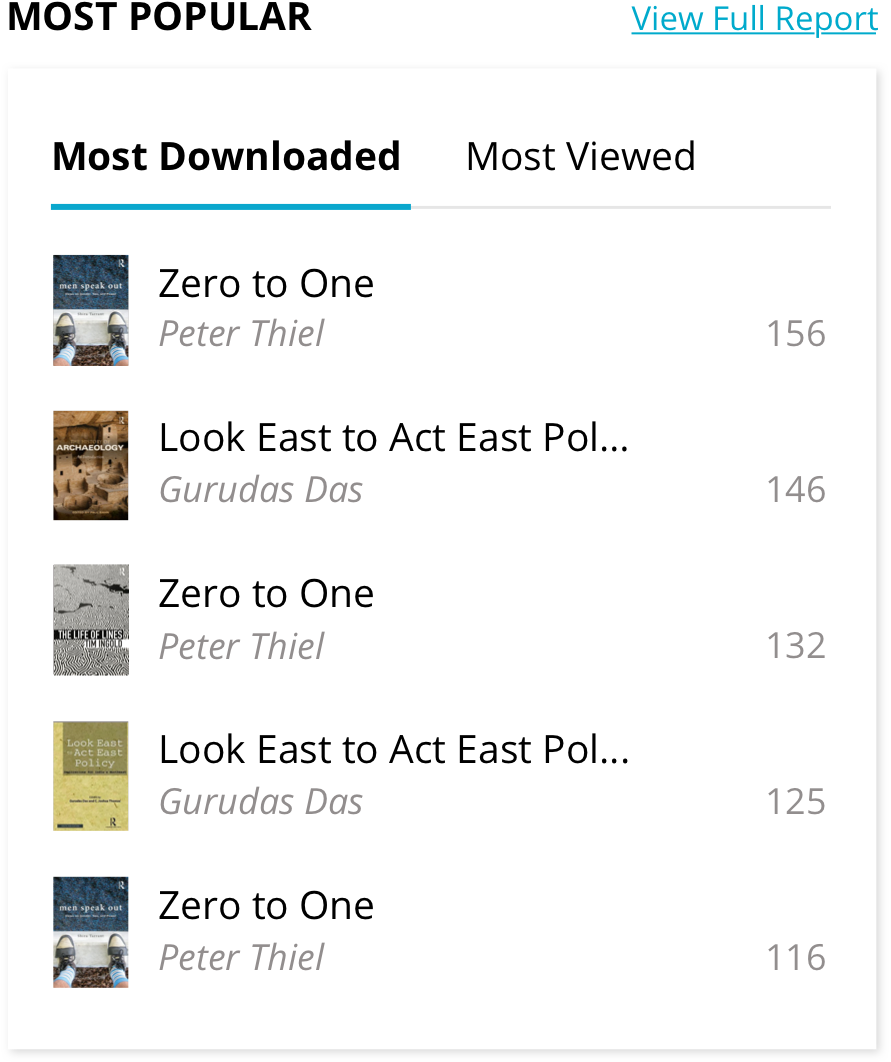 MOST POPULAR
View Full Report
Most Downloaded
Most Viewed
men speak out
Zero to One
Peter Thiel
156
ARCHAEOLOGY
Look East to Act East Pol...
Gurudas Das
146
THE LIFE OF LINES
TIM INGOLD
Zero to One
Peter Thiel
132
Look East
to Act East
Policy
Look East to Act East Pol...
Gurudas Das
125
men speak out
Zero to One
Peter Thiel
116